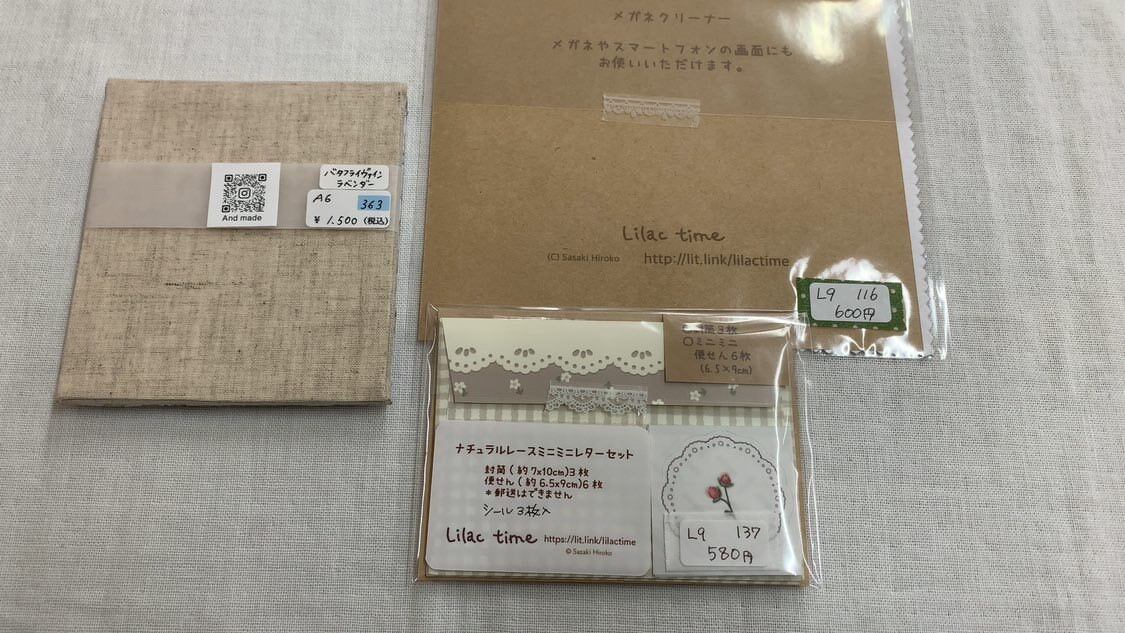 And made
バタフライヴァイン
ラベンダー
A6 363
¥ 1,500 (税込)
メガネクリーナー
メガネやスマートフォンの画面にも
お使いいただけます。
Lilac time
(C) Sasaki Hiroko http://lit.link/lilactime
L9 116
600円
〇封筒3枚
〇ミニミニ
便せん6枚
(6.5×9cm)
ナチュラルレースミニミニレターセット
封筒(約7x10cm)3枚
便せん(約6.5x9cm)6枚
*郵送はできません
シール3枚入
Lilac time https://lit.link/lilactime
© Sasaki Hiroko
L9 137
580円